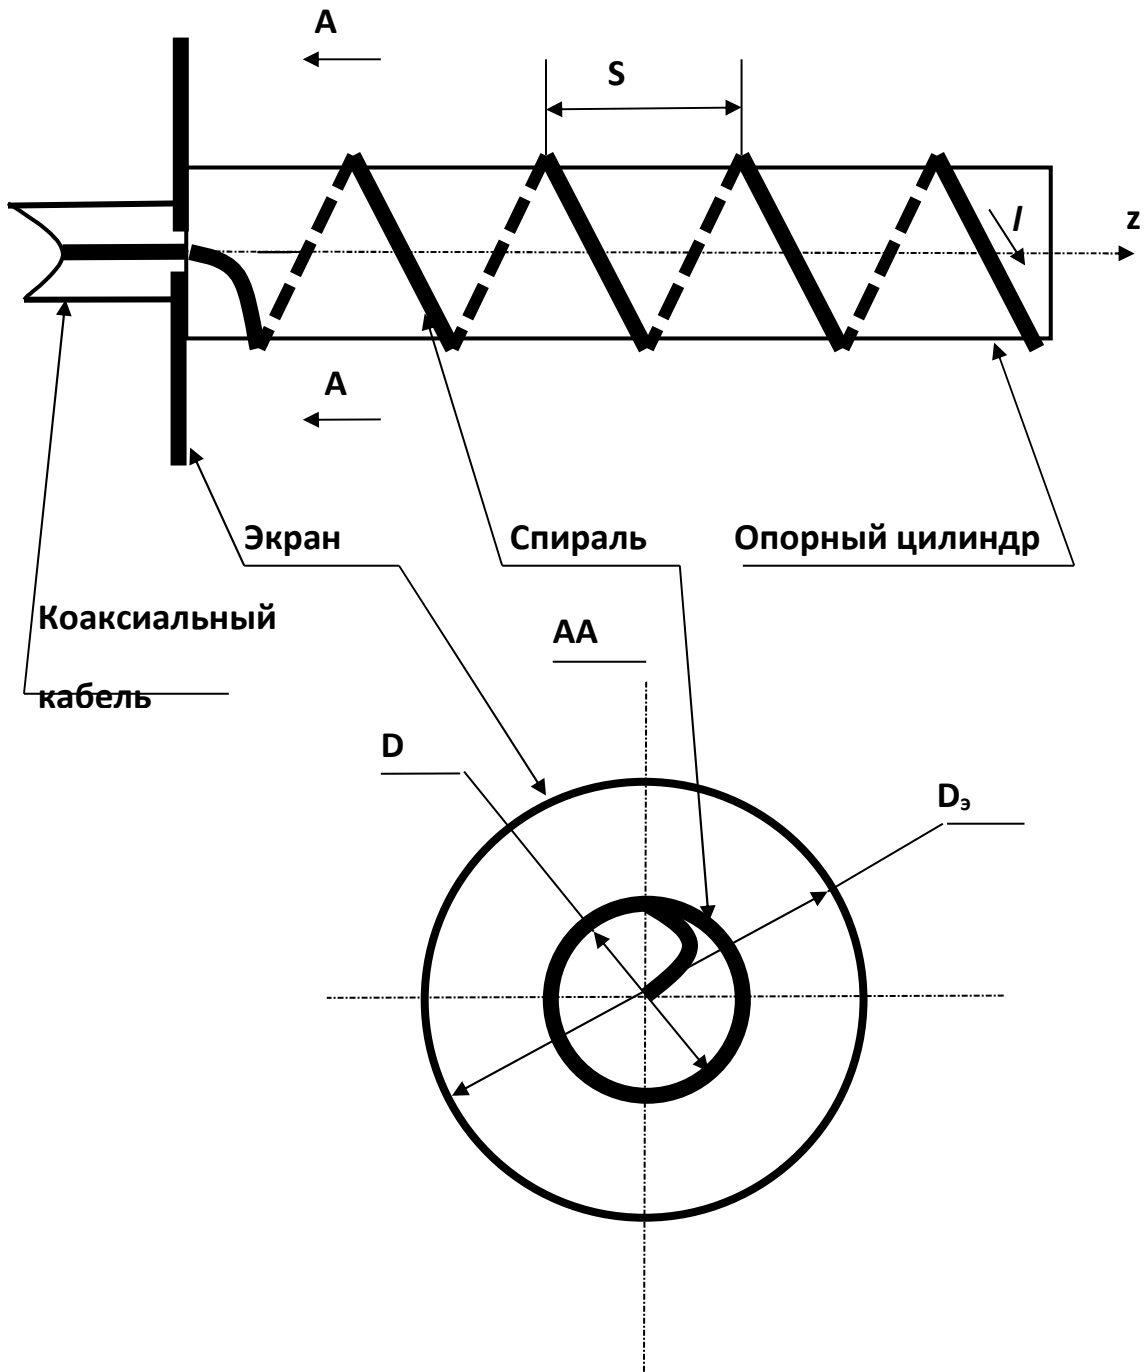 A
S
l
z
A
Экран
Спираль
Опорный цилиндр
Коаксиальный
кабель
AA
D
Dэ